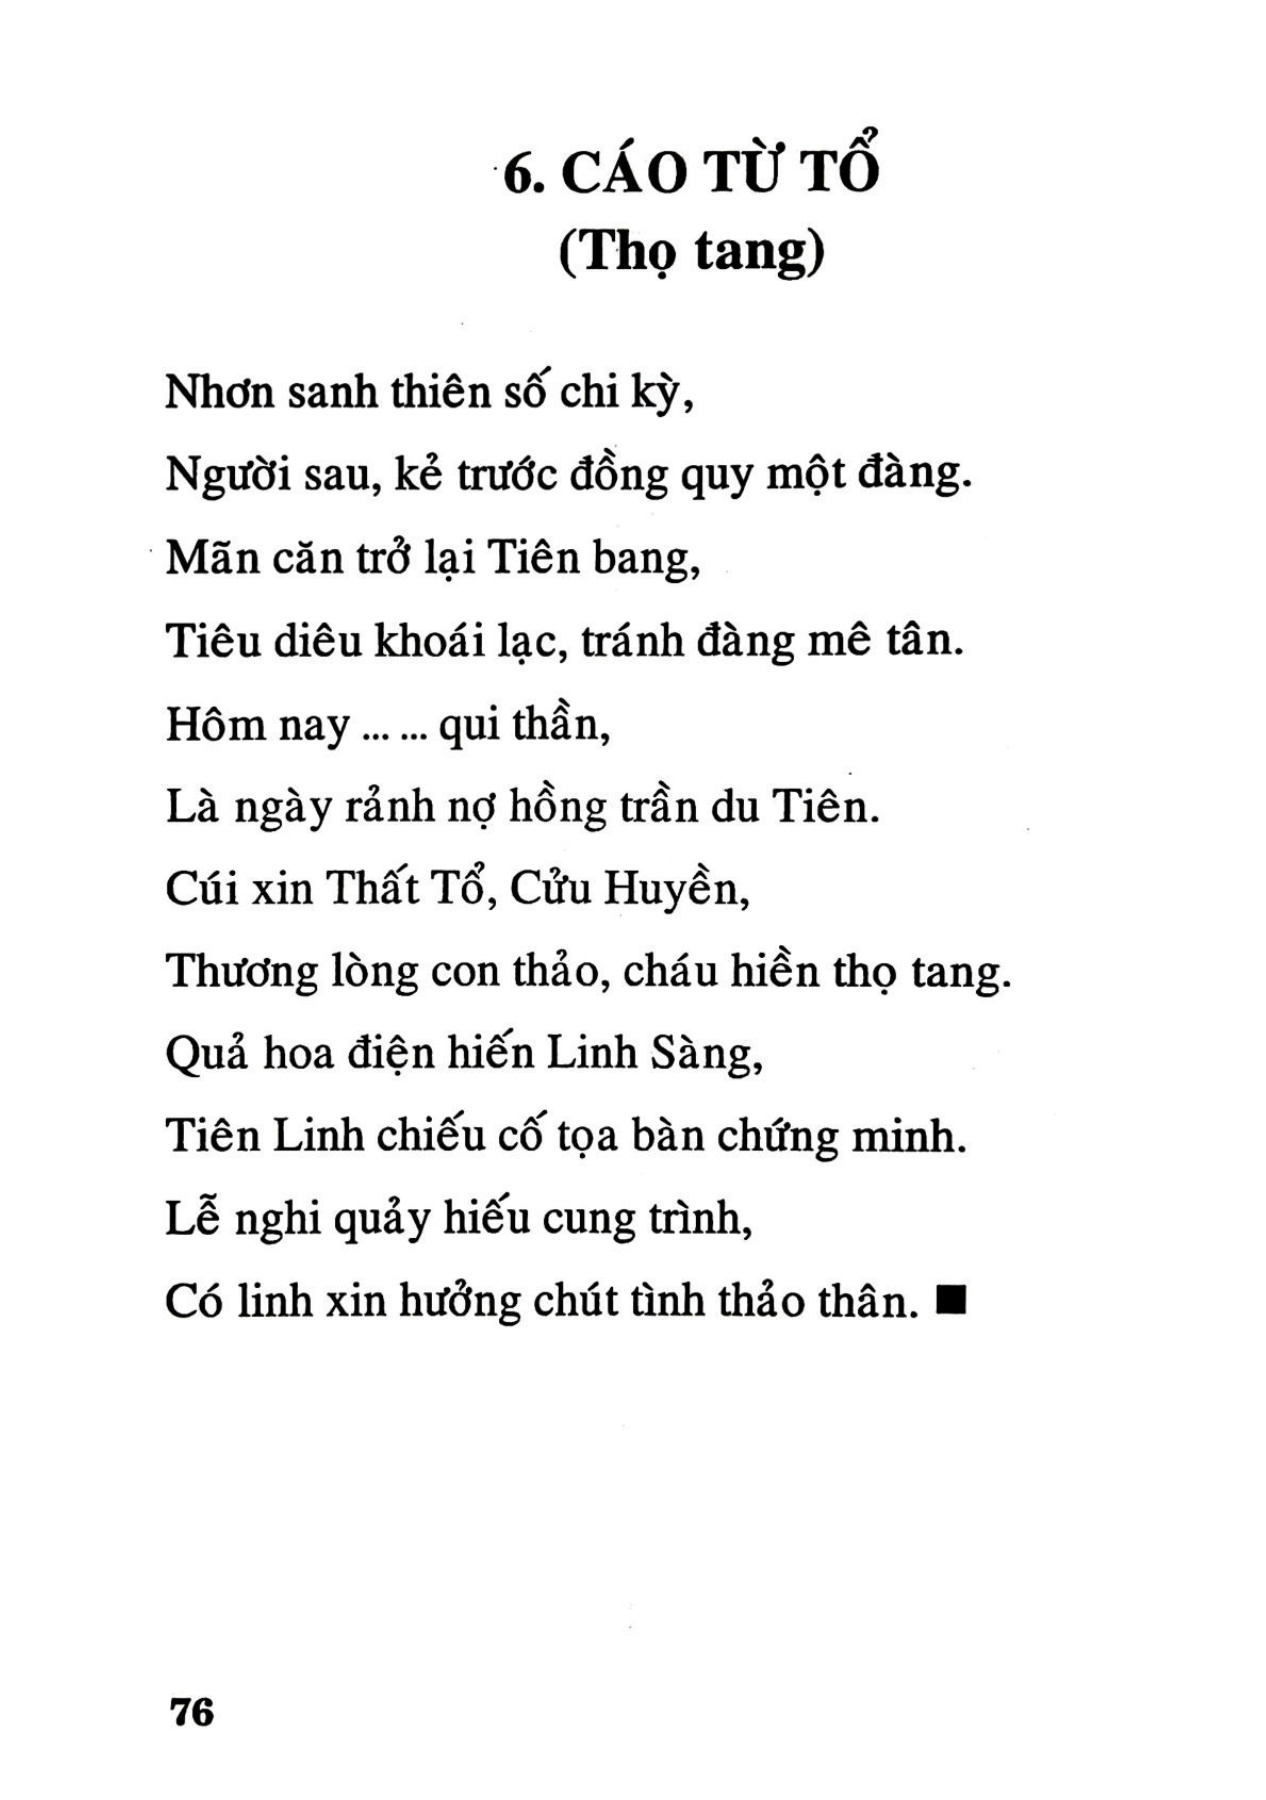 6. CÁO TỪ TỔ
(Thọ tang)
Nhơn sanh thiên số chi kỳ,
Người sau, kẻ trước đồng quy một đàng.
Mãn căn trở lại Tiên bang,
Tiêu diêu khoái lạc, tránh đàng mê tân.
Hôm nay ... ... qui thần,
Là ngày rảnh nợ hồng trần du Tiên.
Cúi xin Thất Tổ, Cửu Huyền,
Thương lòng con thảo, cháu hiền thọ tang.
Quả hoa điện hiến Linh Sàng,
Tiên Linh chiếu cố tọa bàn chứng minh.
Lễ nghi quảy hiếu cung trình,
Có linh xin hưởng chút tình thảo thân. ■
76